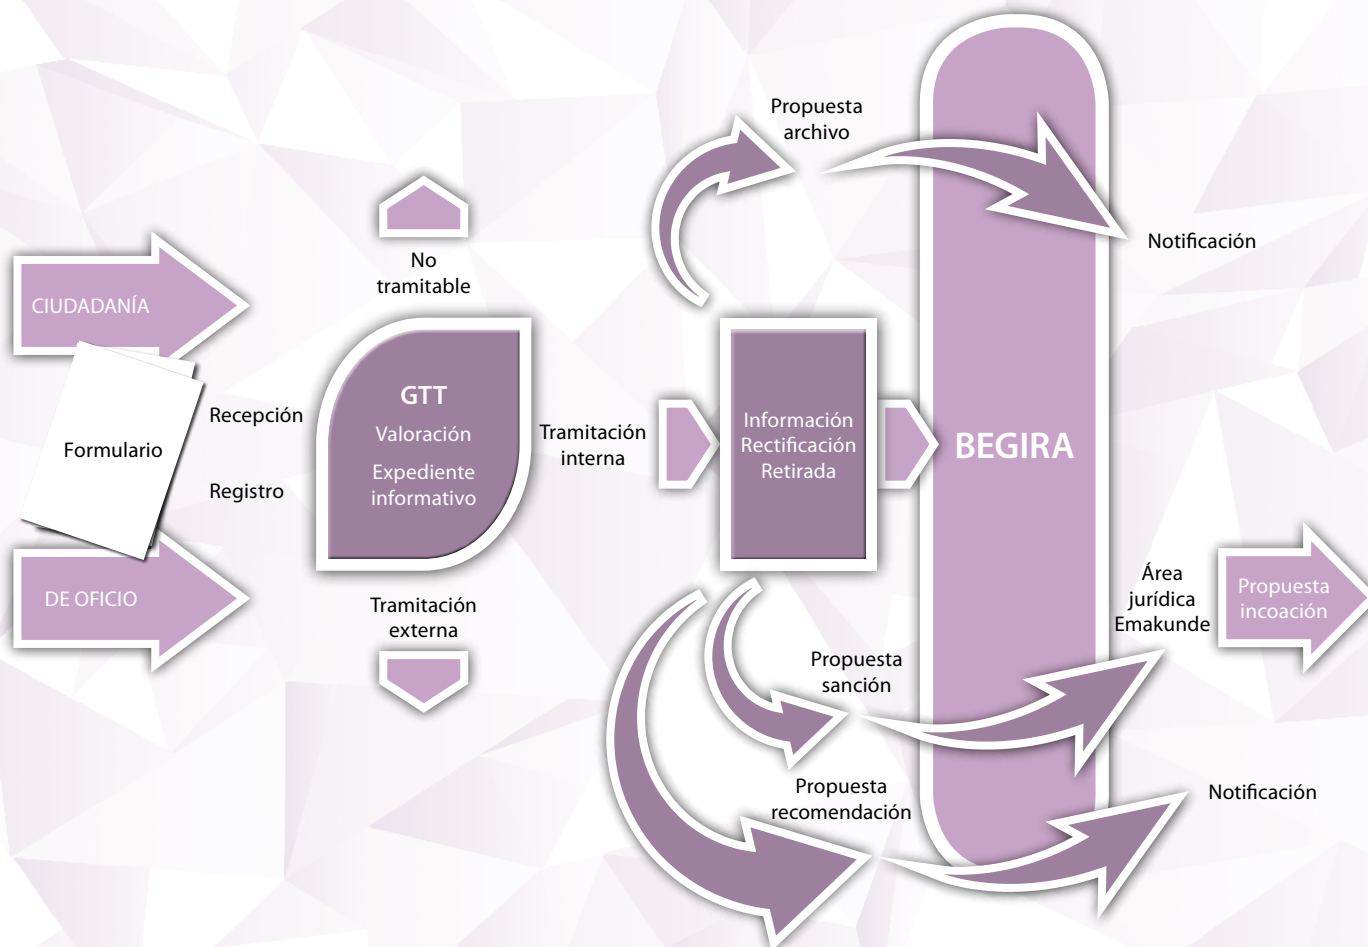 CIUDADANÍA
Formulario
DE OFICIO
Recepción
Registro
No
tramitable
GTT
Valoración
Expediente
informativo
Tramitación
externa
Tramitación
interna
Información
Rectificación
Retirada
Propuesta
archivo
Propuesta
sanción
Propuesta
recomendación
BEGIRA
Notificación
Área
jurídica
Emakunde
Propuesta
incoación
Notificación